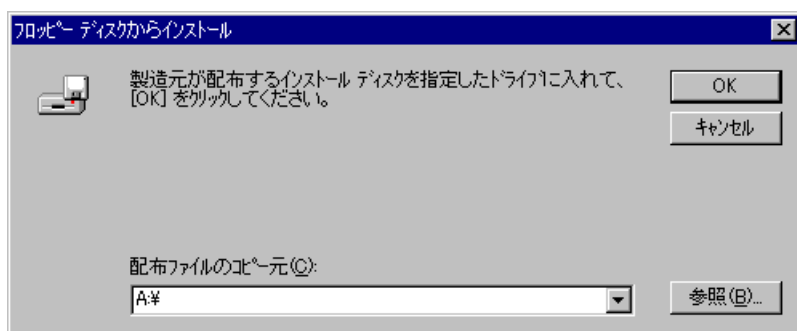 フロッピー ディスクからインストール
製造元が配布するインストール ディスクを指定したドライブに入れて、
[OK] をクリックしてください。
OK
キャンセル
配布ファイルのコピー元(C):
A:¥
参照(B)...